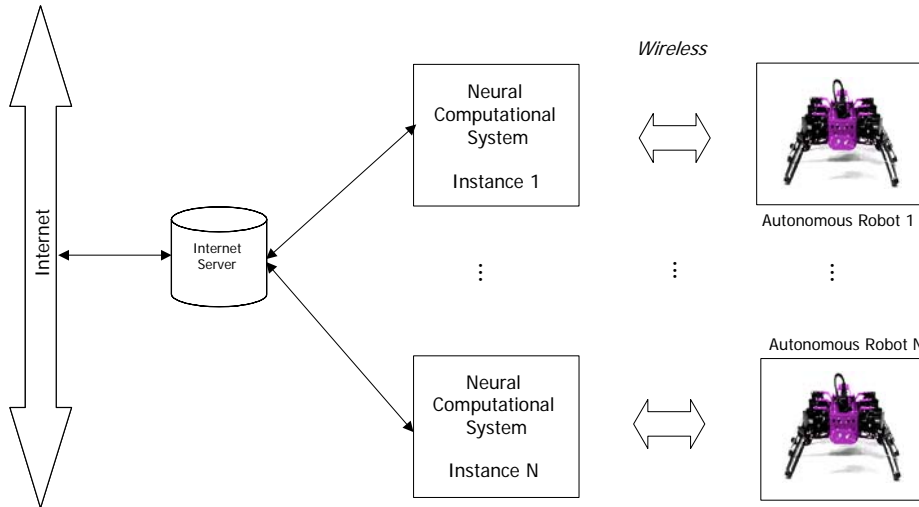 Wireless
Neural
Computational
System
Instance 1
Autonomous Robot 1
Internet
Internet
Server
⋮
⋮
⋮
Autonomous Robot N
Neural
Computational
System
Instance N